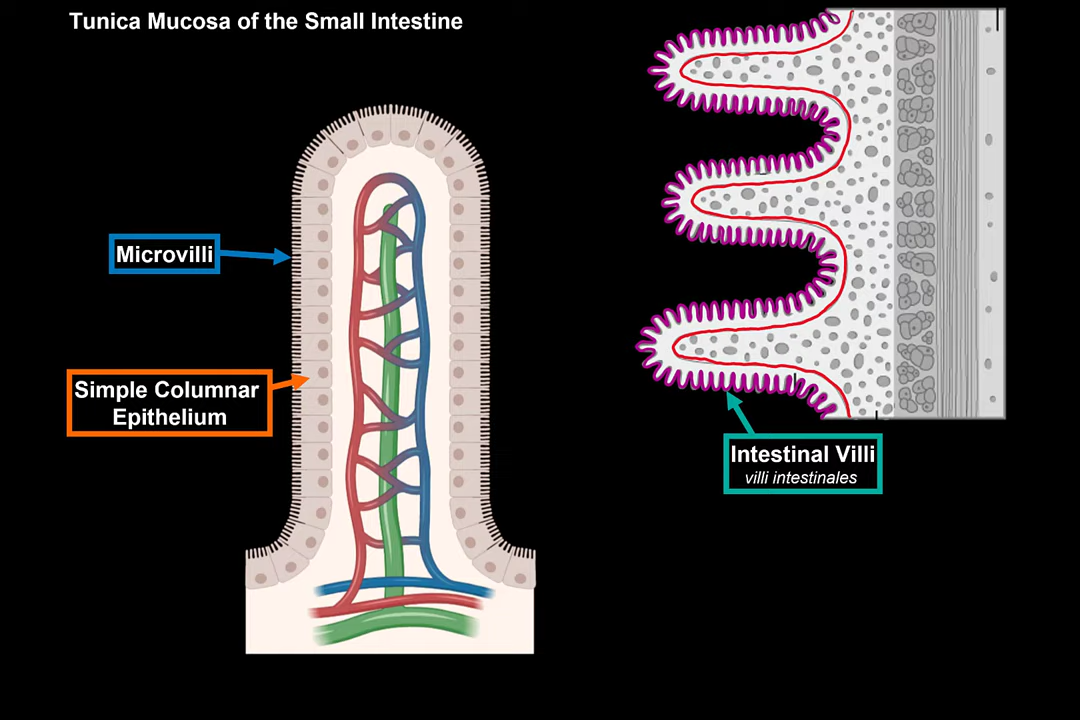 Tunica Mucosa of the Small Intestine
Microvilli
Simple Columnar
Epithelium
Intestinal Villi
villi intestinales